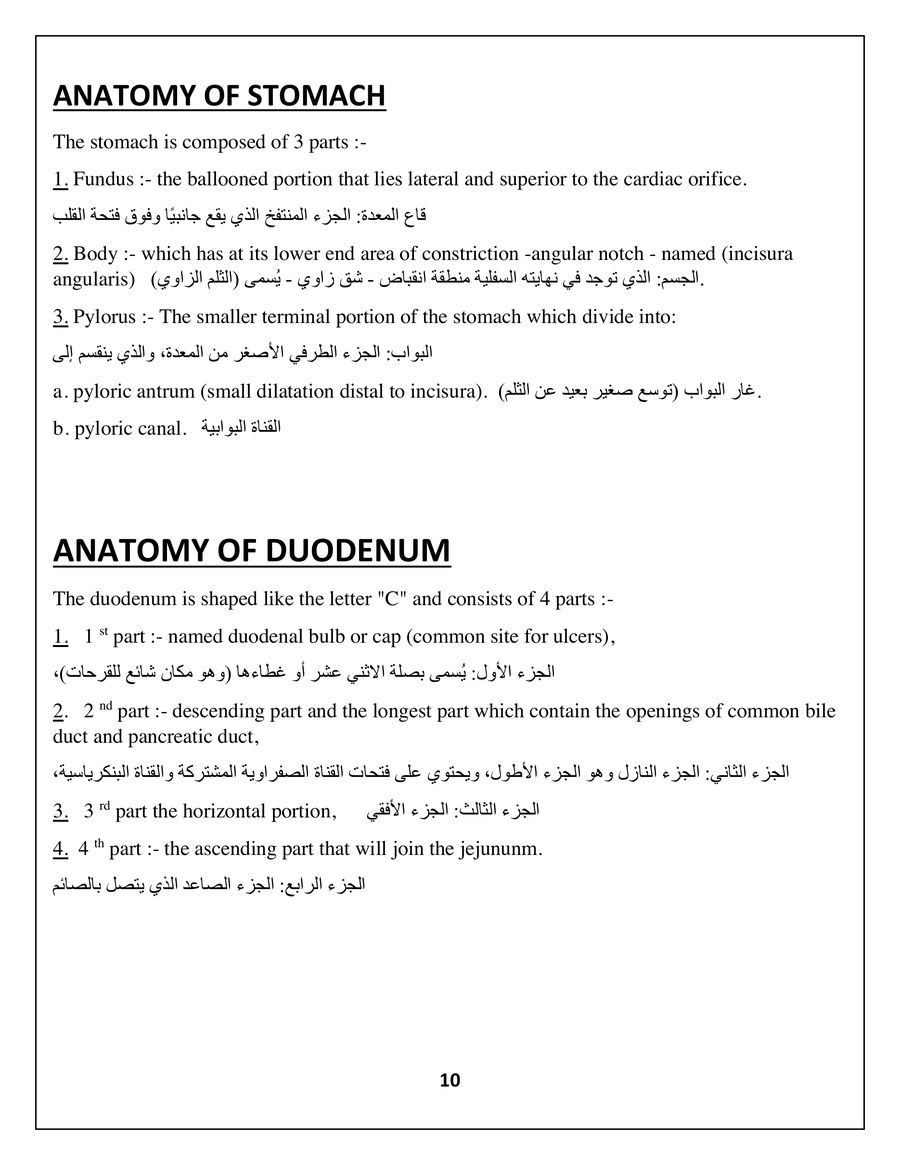 ANATOMY OF STOMACH
The stomach is composed of 3 parts :-
1. Fundus :- the ballooned portion that lies lateral and superior to the cardiac orifice.
قاع المعدة: الجزء المنتفخ الذي يقع جانبيًا وفوق فتحة القلب
2. Body :- which has at its lower end area of constriction -angular notch - named (incisura
angularis) الجسم: الذي توجد في نهايته السفلية منطقة انقباض - شق زاوي - يُسمى (الثلم الزاوي).
3. Pylorus :- The smaller terminal portion of the stomach which divide into:
البواب: الجزء الطرفي الأصغر من المعدة، والذي ينقسم إلى
a. pyloric antrum (small dilatation distal to incisura). غار البواب (توسع صغير بعيد عن الثلم).
b. pyloric canal. القناة البوابية
ANATOMY OF DUODENUM
The duodenum is shaped like the letter "C" and consists of 4 parts :-
1. 1 st part :- named duodenal bulb or cap (common site for ulcers),
الجزء الأول: يُسمى بصلة الاثني عشر أو غطاءها (وهو مكان شائع للقرحات)،
2. 2 nd part :- descending part and the longest part which contain the openings of common bile
duct and pancreatic duct,
الجزء الثاني: الجزء النازل وهو الجزء الأطول، ويحتوي على فتحات القناة الصفراوية المشتركة والقناة البنكرياسية،
3. 3 rd part the horizontal portion, الجزء الثالث: الجزء الأفقي
4. 4 th part :- the ascending part that will join the jejununm.
الجزء الرابع: الجزء الصاعد الذي يتصل بالصائم
10